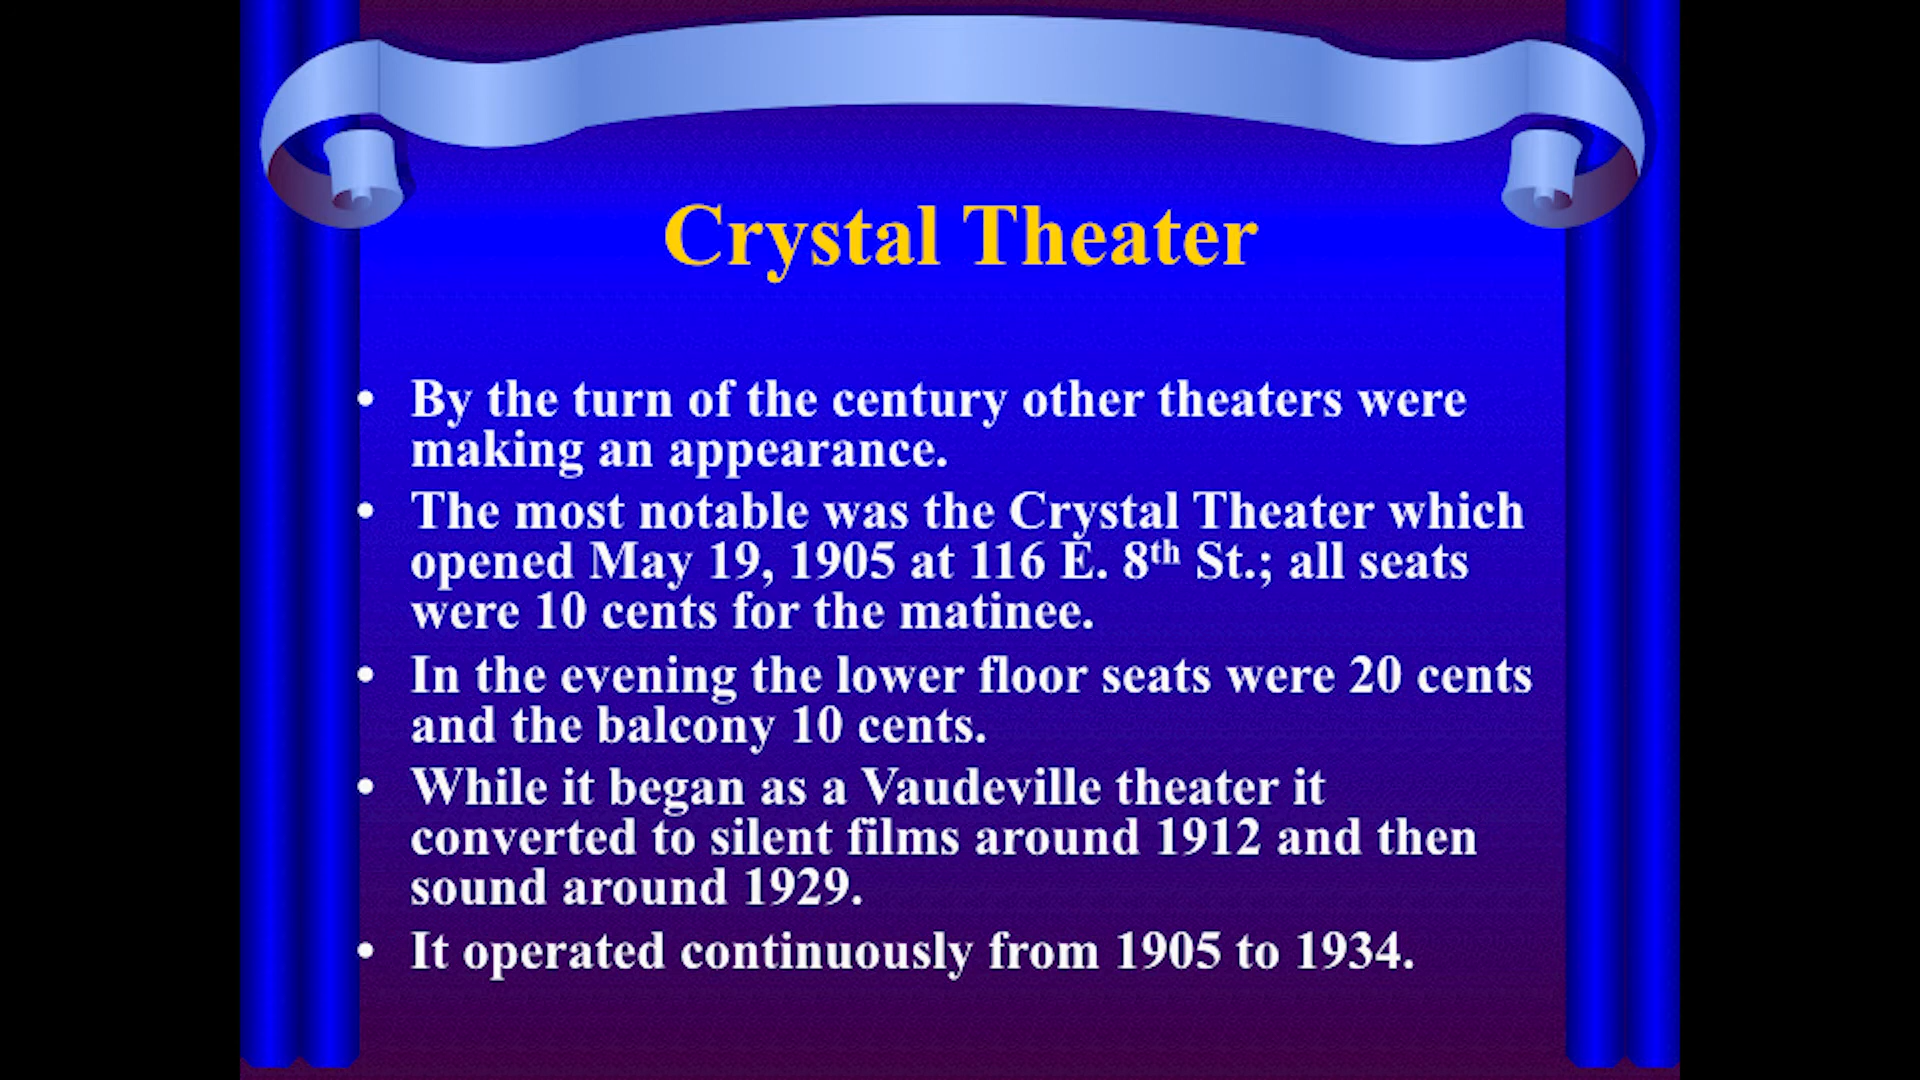 Crystal Theater
• By the turn of the century other theaters were
making an appearance.
• The most notable was the Crystal Theater which
opened May 19, 1905 at 116 E. 8th St.; all seats
were 10 cents for the matinee.
• In the evening the lower floor seats were 20 cents
and the balcony 10 cents.
• While it began as a Vaudeville theater it
converted to silent films around 1912 and then
sound around 1929.
• It operated continuously from 1905 to 1934.